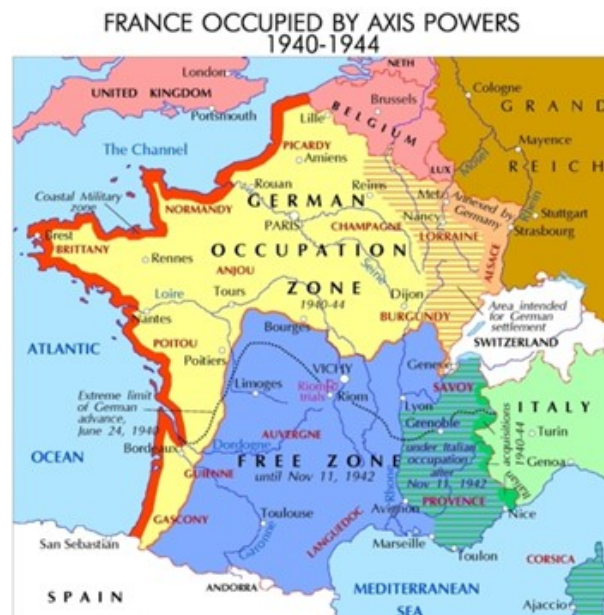 FRANCE OCCUPIED BY AXIS POWERS
1940-1944
London
UNITED KINGDOM
Portsmouth
NETH
Brussels
BELGIUM
Lille
Cologne
GRAND
REICH
Mayence
Mosel
Rhein
LUX
The Channel
PICARDY
Amiens
Coastal Military
zone
NORMANDY
Rouan
Reims
Metz
Annexed by
Germany
Stuttgart
Strasbourg
ALSACE
Nancy
LORRAINE
GERMAN
OCCUPATION
ZONE
1940-44
PARIS
CHAMPAGNE
Seine
Brest
BRITTANY
Rennes
ANJOU
Tours
Loire
Nantes
POITOU
Poitiers
Bourges
Dijon
BURGUNDY
Area intended
for German
settlement
SWITZERLAND
Geneve
SAVOY
ATLANTIC
OCEAN
Extreme limit
of German
advance,
June 24, 1940
Bordeaux
Limoges
VICHY
Riom
trials
Riom
Lyon
Grenoble
AUVERGNE
Dordogne
GUIENNE
FREE ZONE
until Nov 11, 1942
under Italian
occupation
after
Nov 11, 1942
Italian
acquisitions
1940-44
ITALY
Turin
Genoa
Rhone
PROVENCE
Avignon
Nice
GASCONY
Toulouse
Garonne
LANGUEDOC
Marseille
Toulon
San Sebastián
SPAIN
ANDORRA
MEDITERRANEAN
SEA
CORSICA
Ajaccio